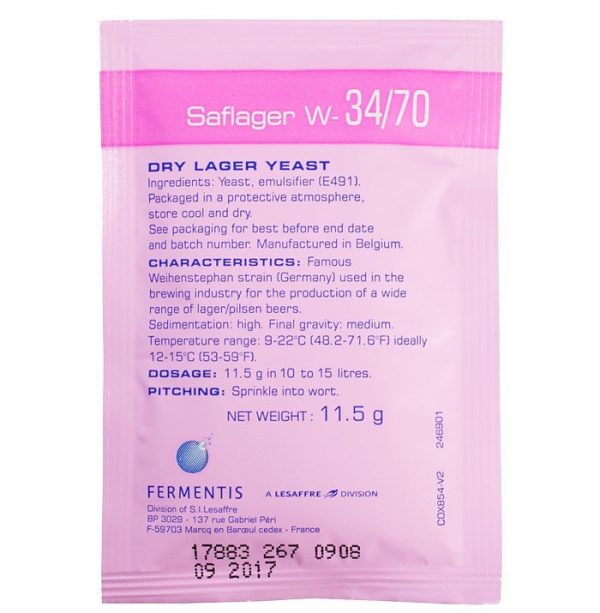 Saflager W- 34/70
DRY LAGER YEAST
Ingredients: Yeast, emulsifier (E491).
Packaged in a protective atmosphere,
store cool and dry.
See packaging for best before end date
and batch number. Manufactured in Belgium.
CHARACTERISTICS: Famous
Weihenstephan strain (Germany) used in the
brewing industry for the production of a wide
range of lager/pilsen beers.
Sedimentation: high. Final gravity: medium.
Temperature range: 9-22°C (48.2-71.6°F) ideally
12-15°C (53-59°F).
DOSAGE: 11.5 g in 10 to 15 litres.
PITCHING: Sprinkle into wort.
NET WEIGHT : 11.5 g
COX854-V2 246901
FERMENTIS A LESAFFRE DIVISION
Division of S.I.Lesaffre
BP 3029 - 137 rue Gabriel Péri
F-59703 Marcq en Barœul cedex - France
17883 267 0908
09 2017